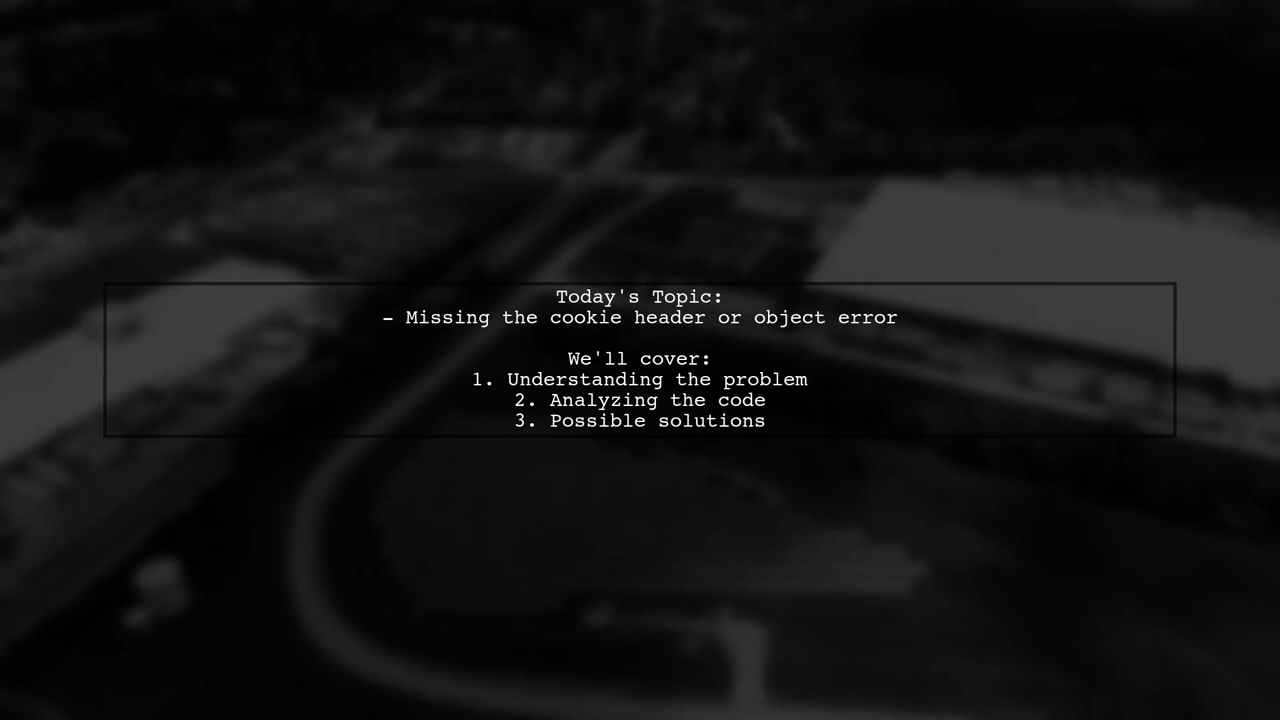 Today's Topic:
- Missing the cookie header or object error
We'll cover:
1. Understanding the problem
2. Analyzing the code
3. Possible solutions